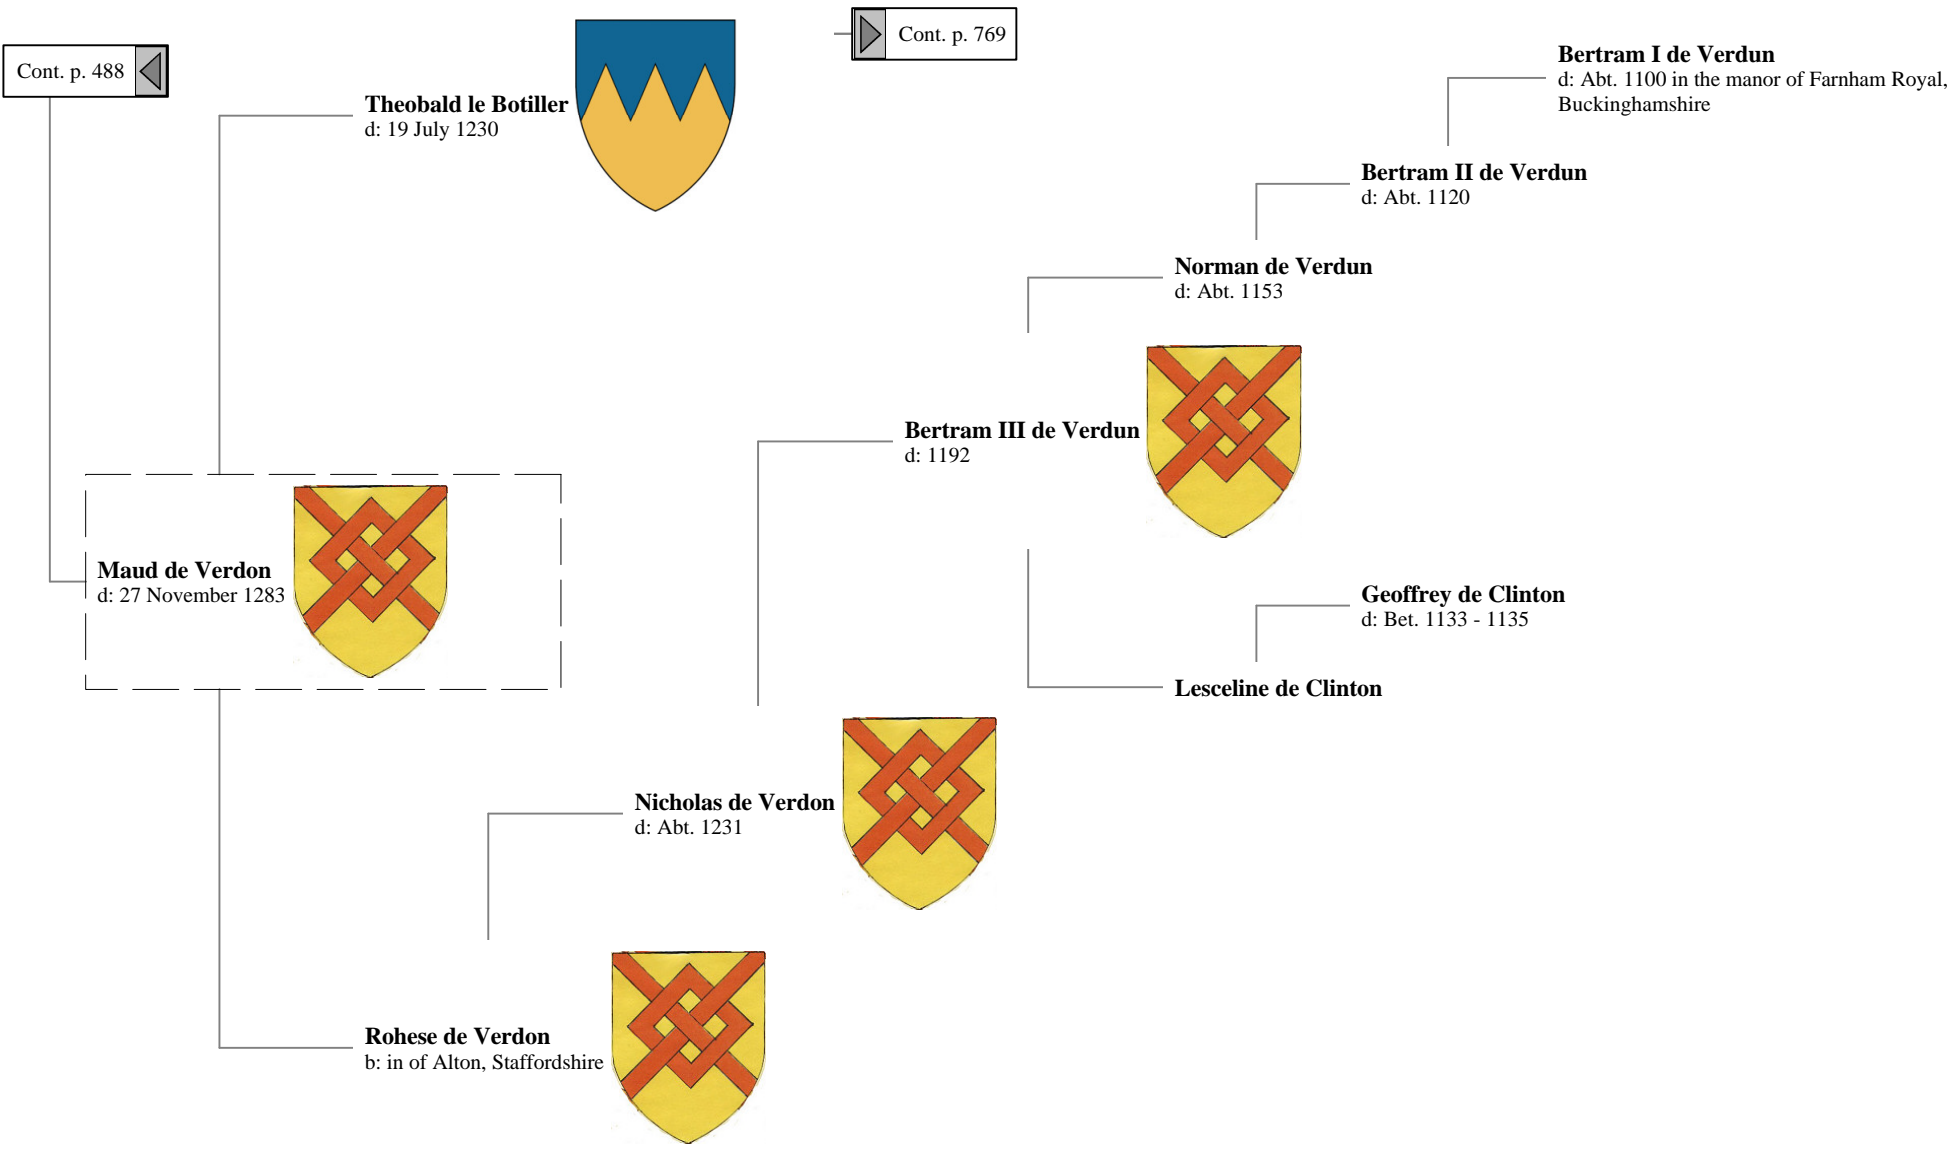 Cont. p. 769
Bertram I de Verdun
d: Abt. 1100 in the manor of Farnham Royal,
Buckinghamshire
Cont. p. 488
Theobald le Botiller
d: 19 July 1230
Bertram II de Verdun
d: Abt. 1120
Norman de Verdun
d: Abt. 1153
Bertram III de Verdun
d: 1192
Maud de Verdon
d: 27 November 1283
Geoffrey de Clinton
d: Bet. 1133 - 1135
Lesceline de Clinton
Nicholas de Verdon
d: Abt. 1231
Rohese de Verdon
b: in of Alton, Staffordshire